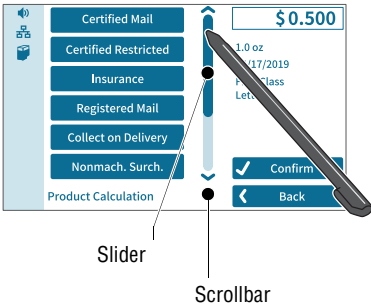 Certified Mail
Certified Restricted
Insurance
Registered Mail
Collect on Delivery
Nonmach. Surch.
Product Calculation
$0.500
1.0 oz
/17/2019
Class
Confirm
Back
Slider
Scrollbar